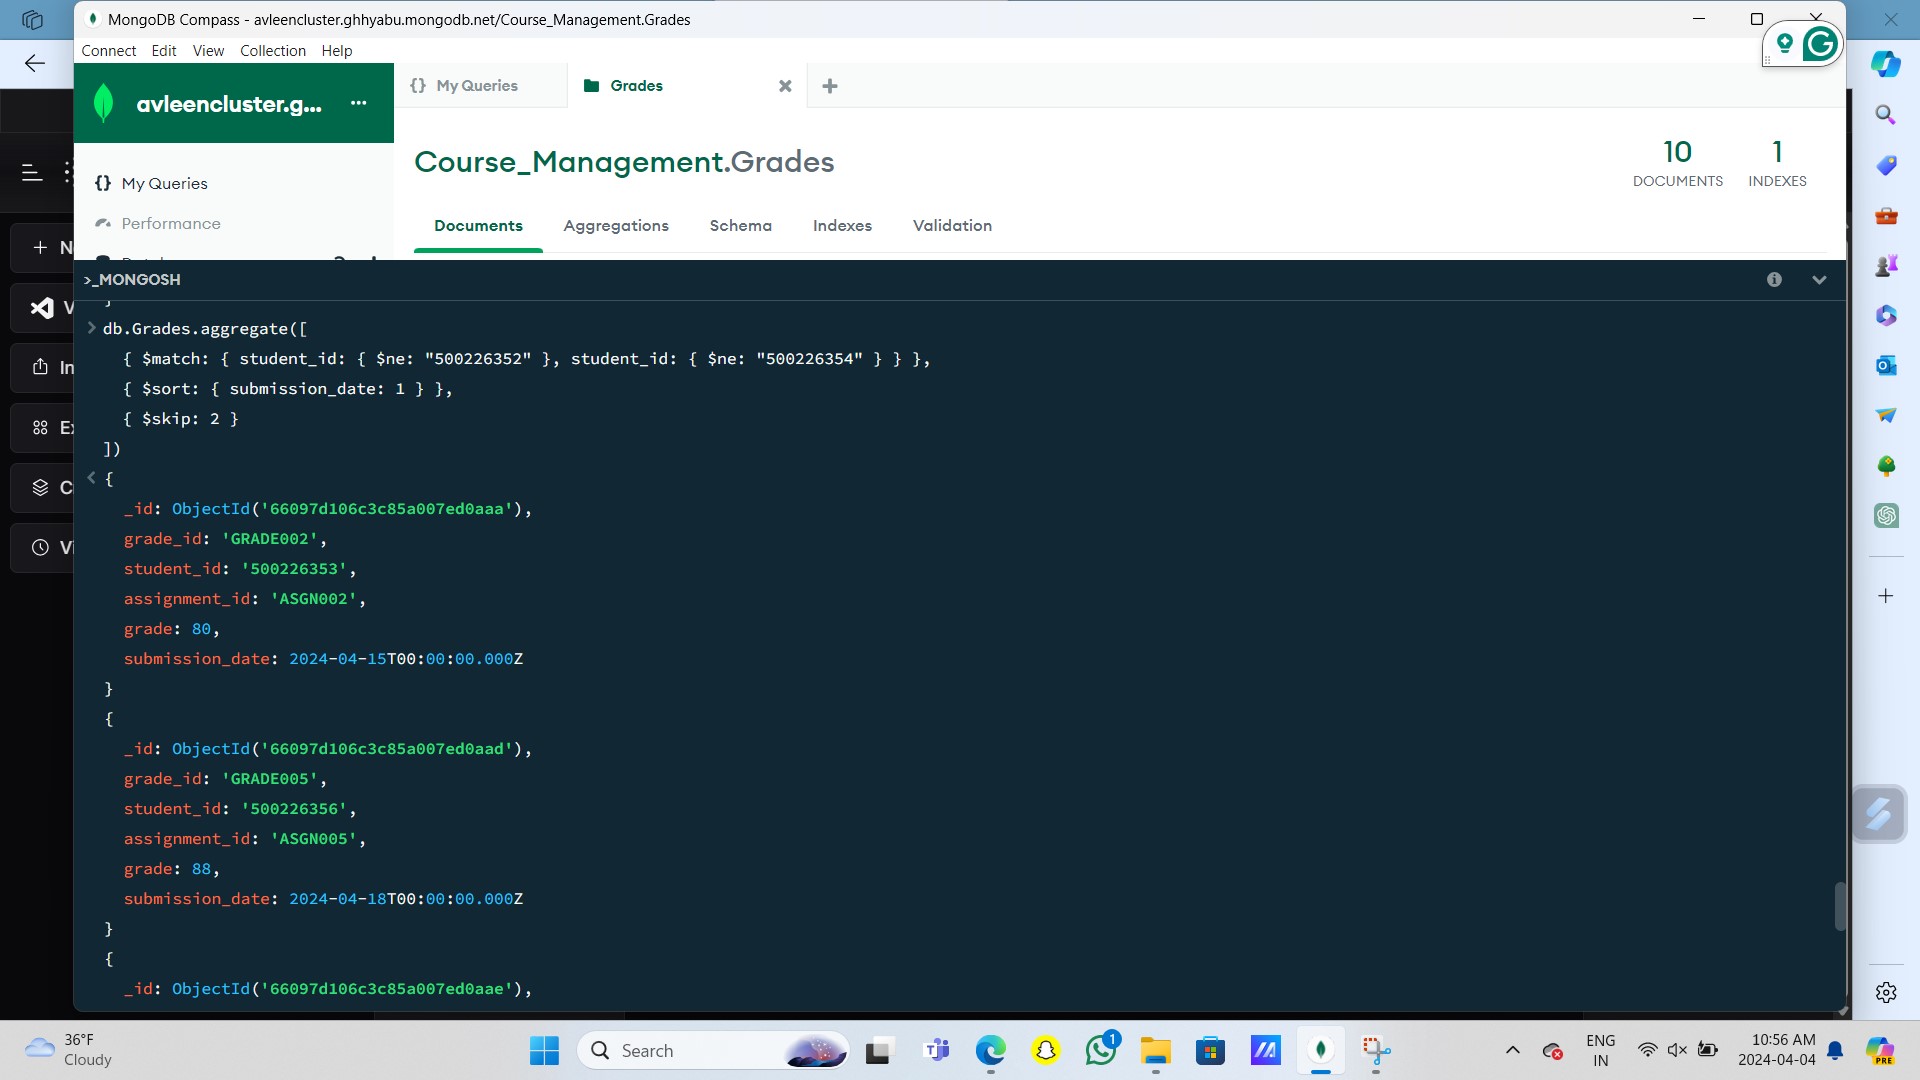 MongoDB Compass - avleencluster.ghhyabu.mongodb.net/Course_Management.Grades
Connect Edit View Collection Help
avleencluster.g... ...
{} My Queries
Grades
My Queries
Performance
Course_Management.Grades
10
DOCUMENTS
1
INDEXES
Documents Aggregations Schema Indexes Validation
>_MONGOSH
}
> db.Grades.aggregate([
{ $match: { student_id: { $ne: "500226352" }, student_id: { $ne: "500226354" } } },
{ $sort: { submission_date: 1 } },
{ $skip: 2 }
])
< {
_id: ObjectId('66097d106c3c85a007ed0aaa'),
grade_id: 'GRADE002',
student_id: '500226353',
assignment_id: 'ASGN002',
grade: 80,
submission_date: 2024-04-15T00:00:00.000Z
}
{
_id: ObjectId('66097d106c3c85a007ed0aad'),
grade_id: 'GRADE005',
student_id: '500226356',
assignment_id: 'ASGN005',
grade: 88,
submission_date: 2024-04-18T00:00:00.000Z
}
{
_id: ObjectId('66097d106c3c85a007ed0aae'),
36°F
Cloudy
Search
1
ENG
IN
10:56 AM
2024-04-04
PRE